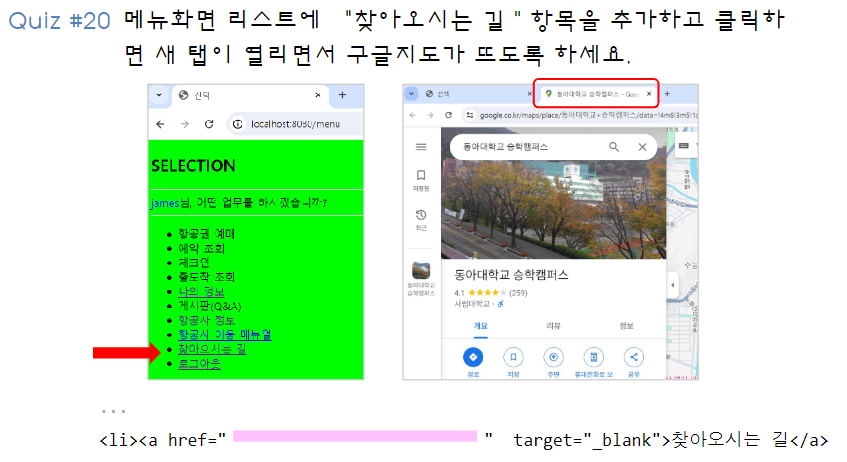 Quiz #20 메뉴화면 리스트에 "찾아오시는 길 " 항목을 추가하고 클릭하
면 새 탭이 열리면서 구글지도가 뜨도록 하세요.
선택
localhost:8080/menu
SELECTION
james님, 어떤 업무를 하시겠습니까?
• 항공권 예매
• 예약 조회
• 체크인
• 출도착 조회
• 나의 정보
• 게시판(Q&A)
• 항공사 정보
• 항공사 이용 메뉴얼
• 찾아오시는 길
• 로그아웃
선택
동아대학교 승학캠퍼스 - Goo
google.co.kr/maps/place/동아대학교+승학캠퍼스/data=!4m6!3m5!1s
동아대학교 승학캠퍼스
저장됨
최근
동아대학교
승학캠퍼스
동아대학교 승학캠퍼스
4.1 ★★★★★ (259)
사립대학교 ·
개요 리뷰 정보
경로 저장 주변 휴대전화로 보 공유
...
<li><a href=" " target="_blank">찾아오시는 길</a>